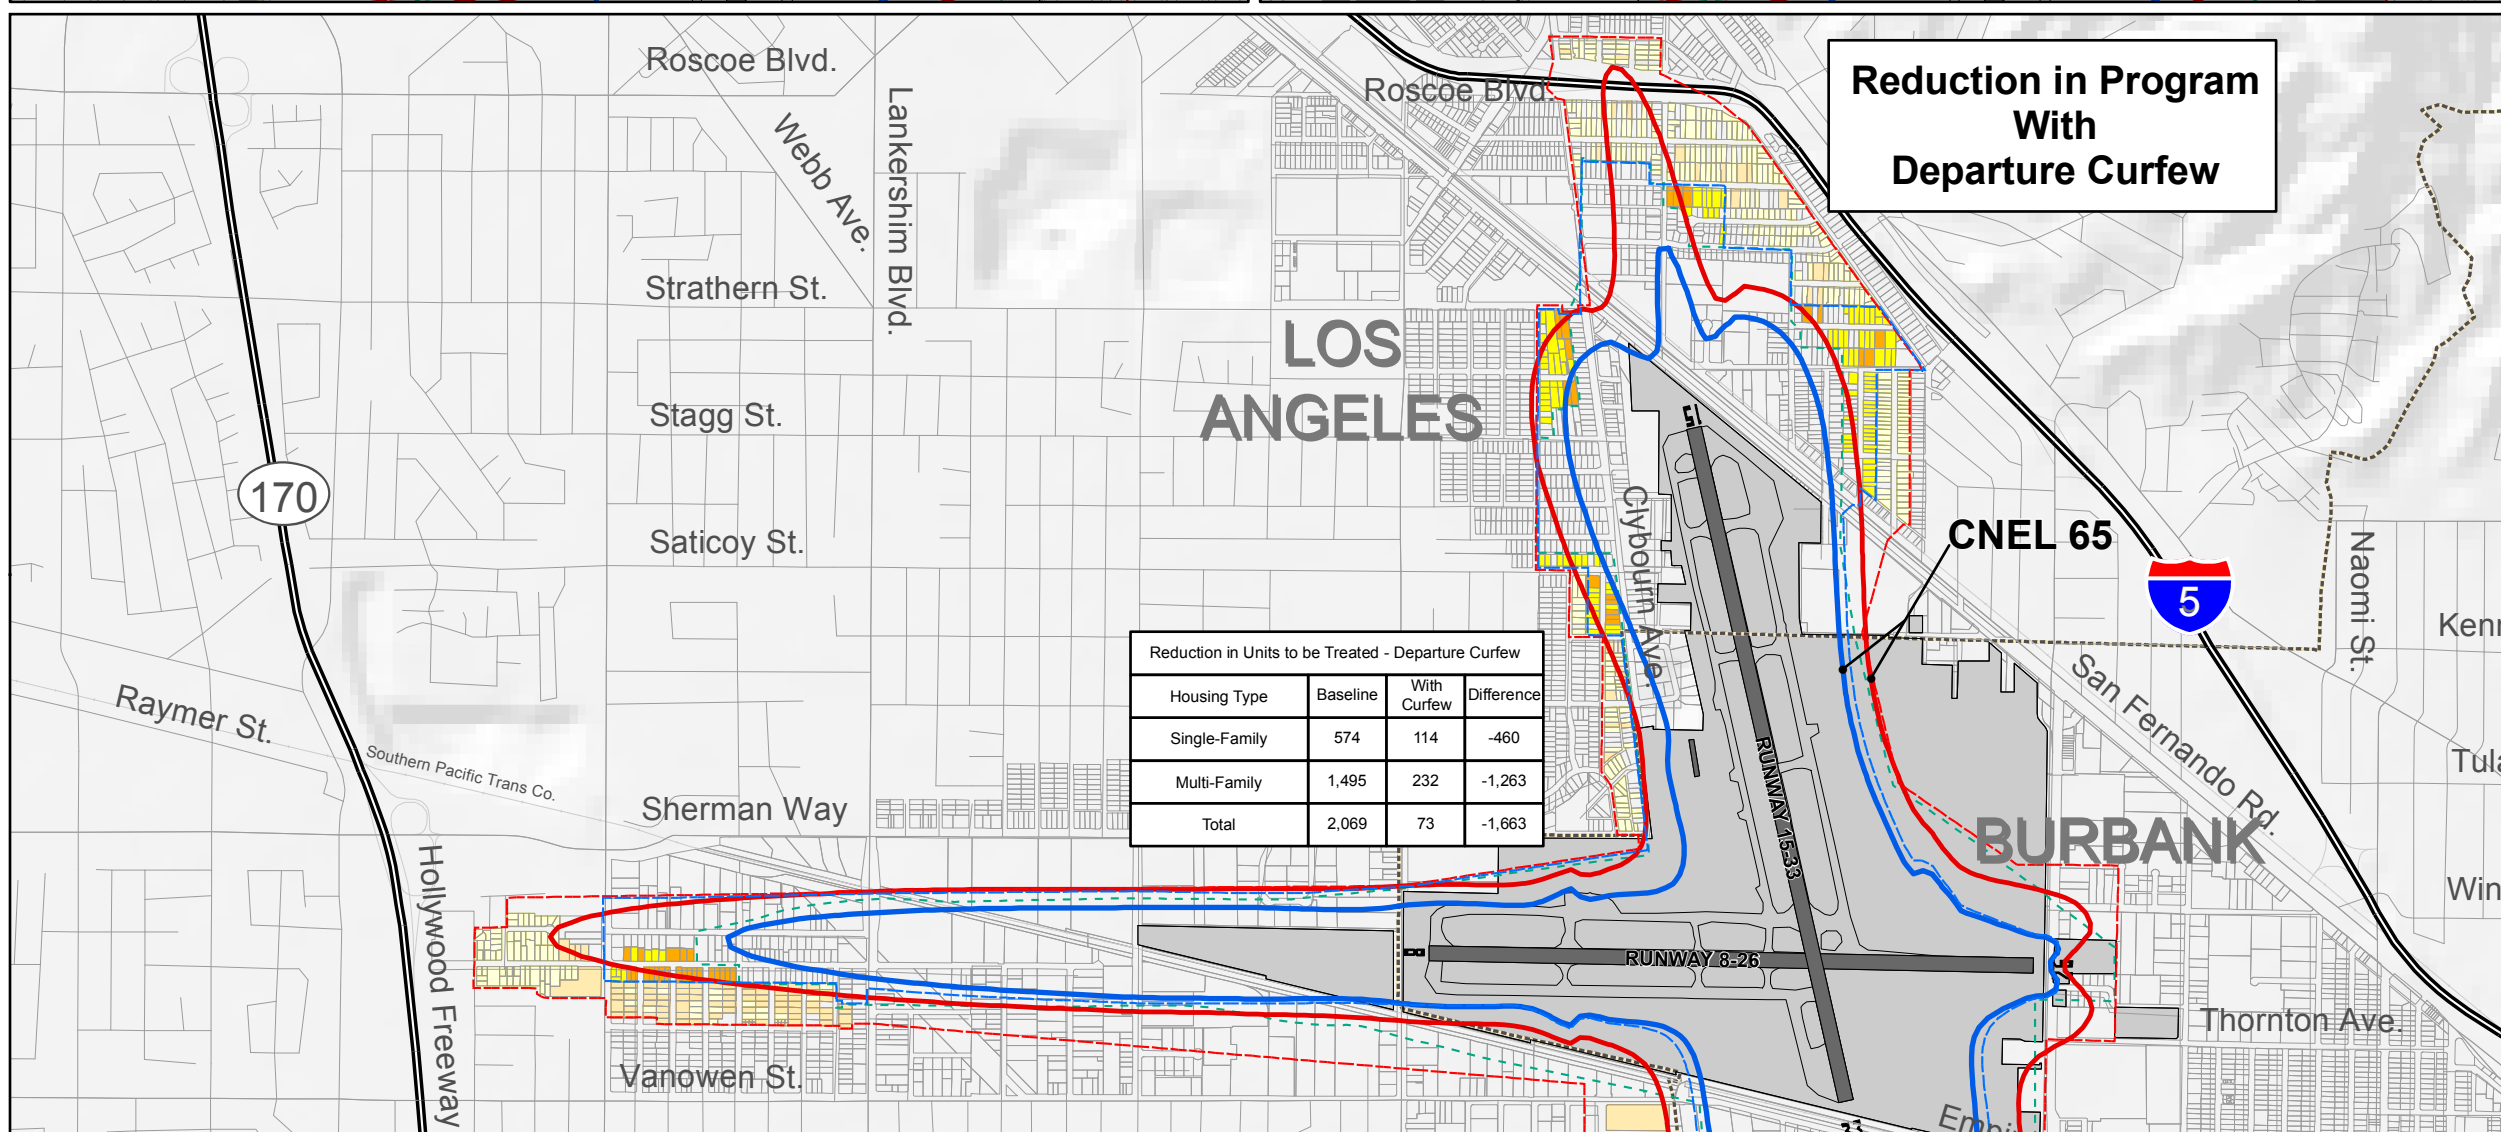 Reduction in Program
With
Departure Curfew
Roscoe Blvd.
Roscoe Blvd.
Lankershim Blvd.
Webb Ave.
Strathern St.
LOS
ANGELES
Stagg St.
15
170
Saticoy St.
Clybourn Ave.
CNEL 65
5
Naomi St.
Reduction in Units to be Treated - Departure Curfew
Housing Type Baseline With Curfew Difference
Single-Family 574 114 -460
Multi-Family 1,495 232 -1,263
Total 2,069 73 -1,663
Raymer St.
Southern Pacific Trans Co.
San Fernando Rd.
RUNWAY 15-33
Sherman Way
BURBANK
Hollywood Freeway
8
RUNWAY 8-26
Thornton Ave.
Vanowen St.